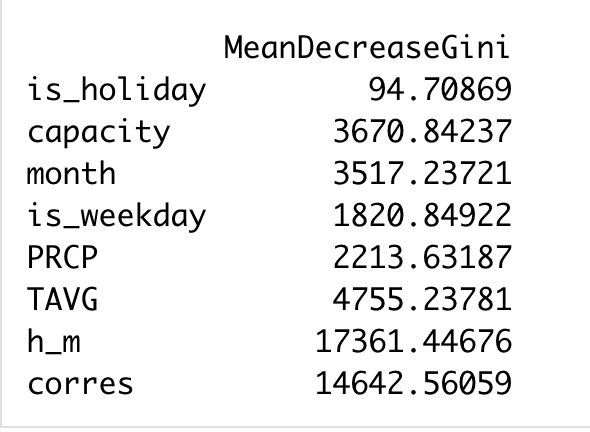 MeanDecreaseGini
is_holiday 94.70869
capacity 3670.84237
month 3517.23721
is_weekday 1820.84922
PRCP 2213.63187
TAVG 4755.23781
h_m 17361.44676
corres 14642.56059